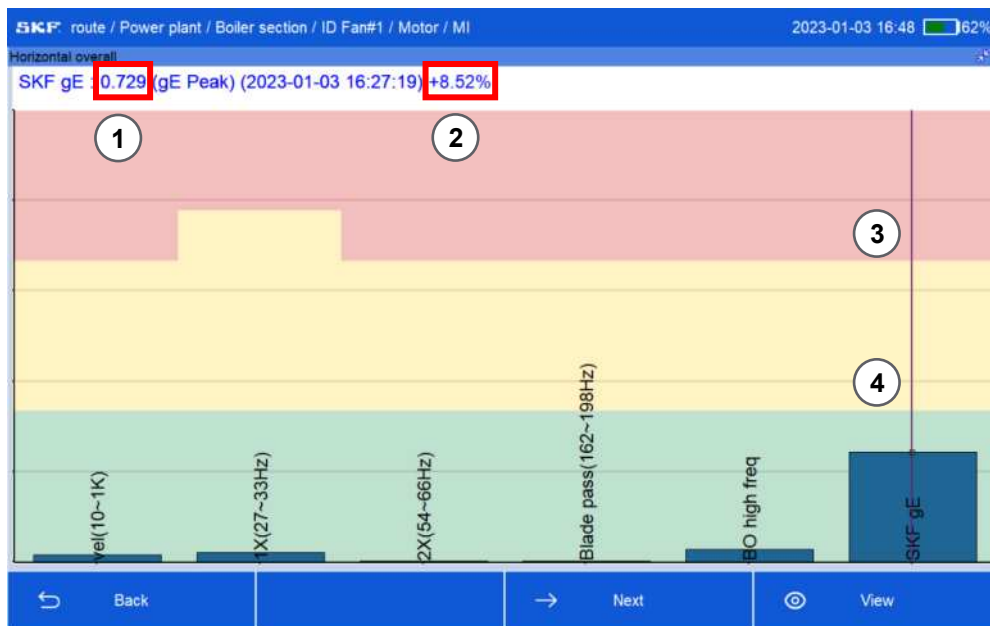 SKF. route / Power plant / Boiler section / ID Fan#1 / Motor / MI 2023-01-03 16:48 62%
Horizontal overall
SKF gE : 0.729 (gE Peak) (2023-01-03 16:27:19) +8.52%
1
2
3
4
vel(10~1K)
1X(27~33Hz)
2X(54~66Hz)
Blade pass(162~198Hz)
BO high freq
SKF gE
Back
Next
View